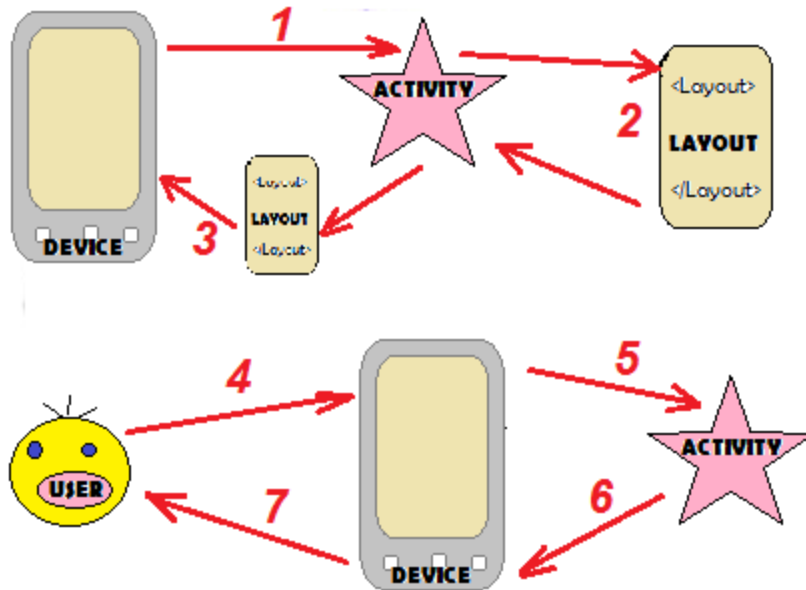 1
ACTIVITY
<Layout>
LAYOUT
</Layout>
2
<Layout>
LAYOUT
</Layout>
3
DEVICE
4
5
USER
DEVICE
ACTIVITY
6
7